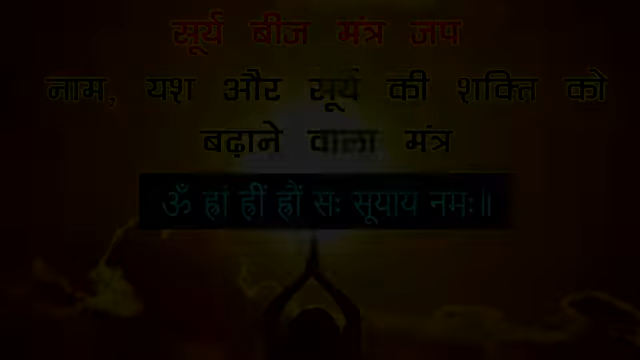 सूर्य बीज मंत्र जप
नाम, यश और सूर्य की शक्ति को
बढ़ाने वाला मंत्र
ॐ ह्रां ह्रीं ह्रौं सः सूयाय नमः॥